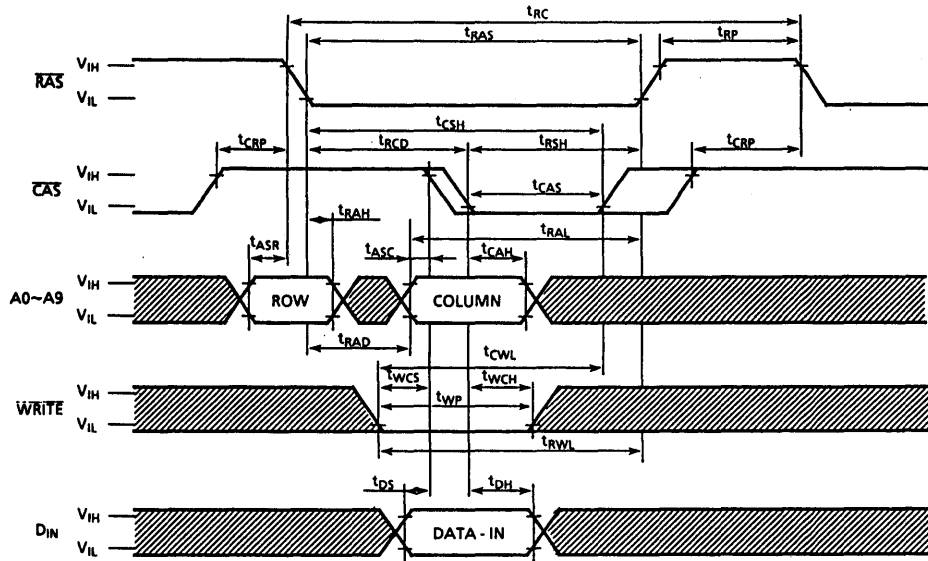 tRC
tRAS
tRP
RAS
VIH
VIL
tCSH
tCRP
tRCD
tRSH
tCRP
CAS
VIH
VIL
tCAS
tRAH
tRAL
tASR
tASC
tCAH
A0~A9
VIH
VIL
ROW
COLUMN
tRAD
tCWL
tWCS
tWCH
WRITE
VIH
VIL
tWP
tRWL
tDS
tDH
DIN
VIH
VIL
DATA - IN